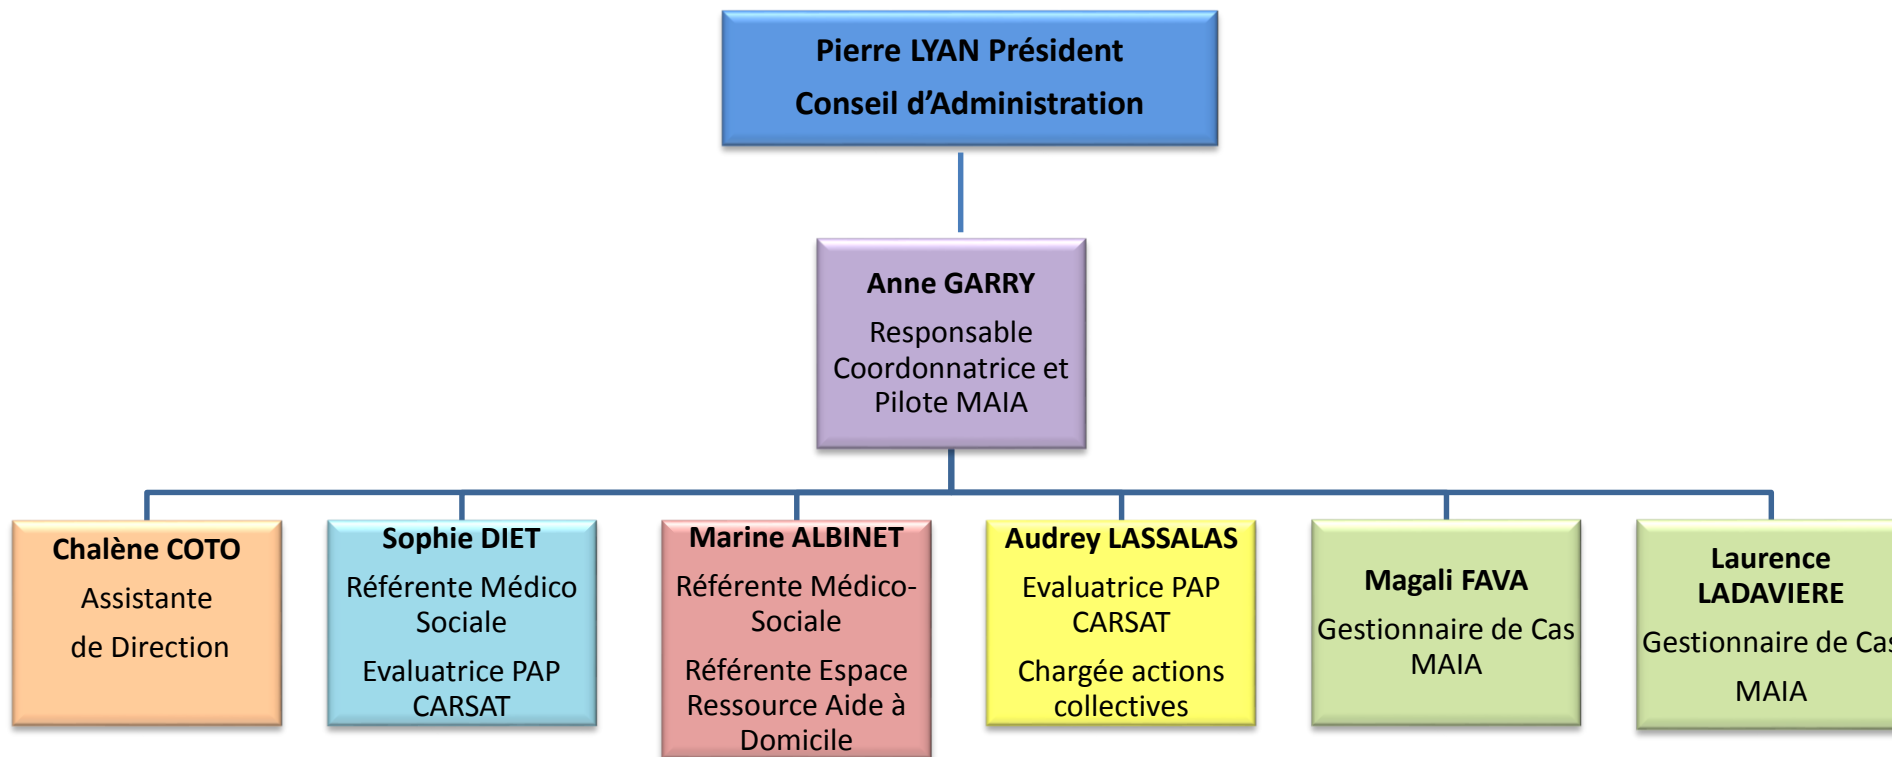 Pierre LYAN Président
Conseil d’Administration
Anne GARRY
Responsable
Coordonnatrice et
Pilote MAIA
Chalène COTO
Assistante
de Direction
Sophie DIET
Référente Médico
Sociale
Evaluatrice PAP
CARSAT
Marine ALBINET
Référente Médico-
Sociale
Référente Espace
Ressource Aide à
Domicile
Audrey LASSALAS
Evaluatrice PAP
CARSAT
Chargée actions
collectives
Magali FAVA
Gestionnaire de Cas
MAIA
Laurence
LADAVIERE
Gestionnaire de Cas
MAIA